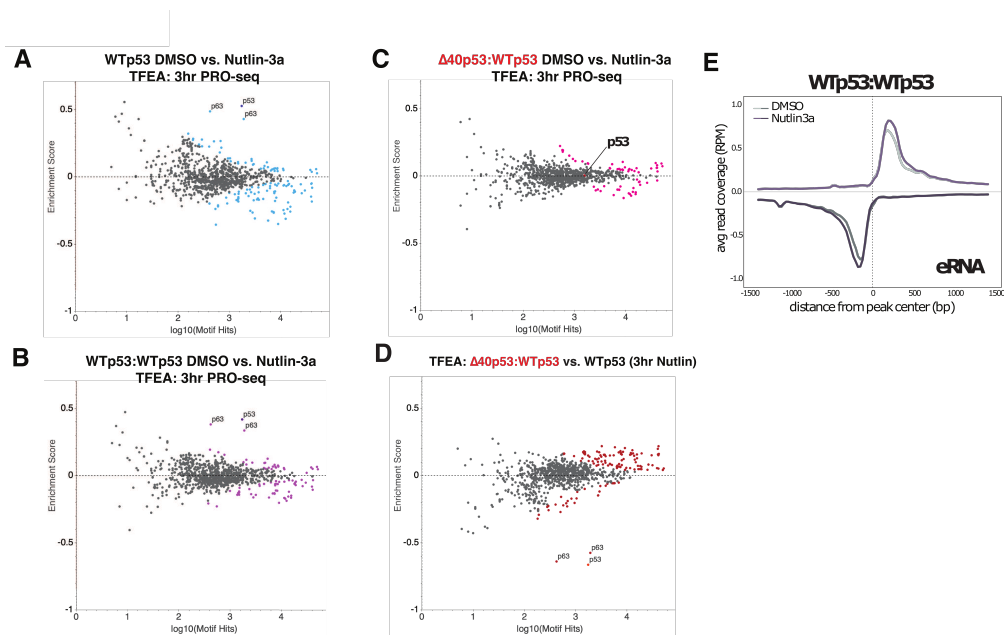 A
WTp53 DMSO vs. Nutlin-3a
TFEA: 3hr PRO-seq
Enrichment Score
0.5
0
-0.5
-1
p63
p53
p63
0
1
2
3
4
log10(Motif Hits)
B
WTp53:WTp53 DMSO vs. Nutlin-3a
TFEA: 3hr PRO-seq
Enrichment Score
0.5
0
-0.5
-1
p63
p53
p63
0
1
2
3
4
log10(Motif Hits)
C
Δ40p53:WTp53 DMSO vs. Nutlin-3a
TFEA: 3hr PRO-seq
Enrichment Score
0.5
0
-0.5
-1
p53
0
1
2
3
4
log10(Motif Hits)
D
TFEA: Δ40p53:WTp53 vs. WTp53 (3hr Nutlin)
Enrichment Score
0.5
0
-0.5
-1
p63
p63
p53
0
1
2
3
4
log10(Motif Hits)
E
WTp53:WTp53
DMSO
Nutlin3a
avg read coverage (RPM)
1.0
0.5
0.0
-0.5
-1.0
eRNA
-1500
-1000
-500
0
500
1000
1500
distance from peak center (bp)